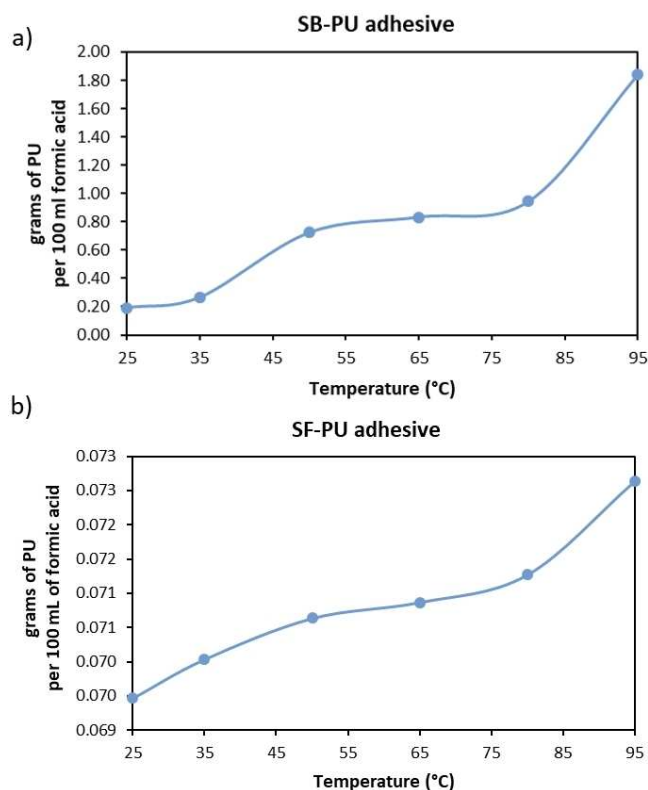 a)
SB-PU adhesive
grams of PU
per 100 ml formic acid
2.00
1.80
1.60
1.40
1.20
1.00
0.80
0.60
0.40
0.20
0.00
25 35 45 55 65 75 85 95
Temperature (°C)
b)
SF-PU adhesive
grams of PU
per 100 mL of formic acid
0.073
0.073
0.072
0.072
0.071
0.071
0.070
0.070
0.069
25 35 45 55 65 75 85 95
Temperature (°C)